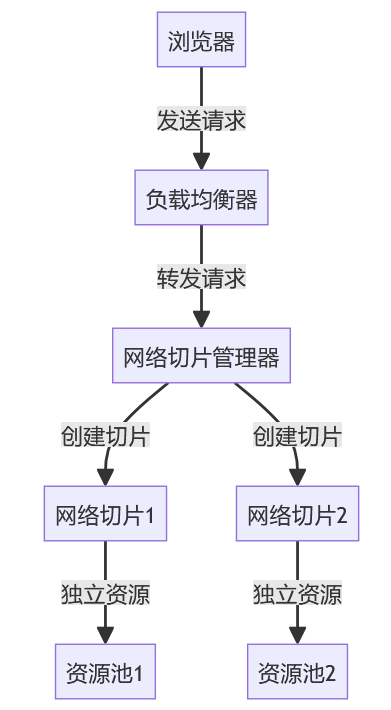 浏览器
发送请求
负载均衡器
转发请求
网络切片管理器
创建切片
创建切片
网络切片1
网络切片2
独立资源
独立资源
资源池1
资源池2